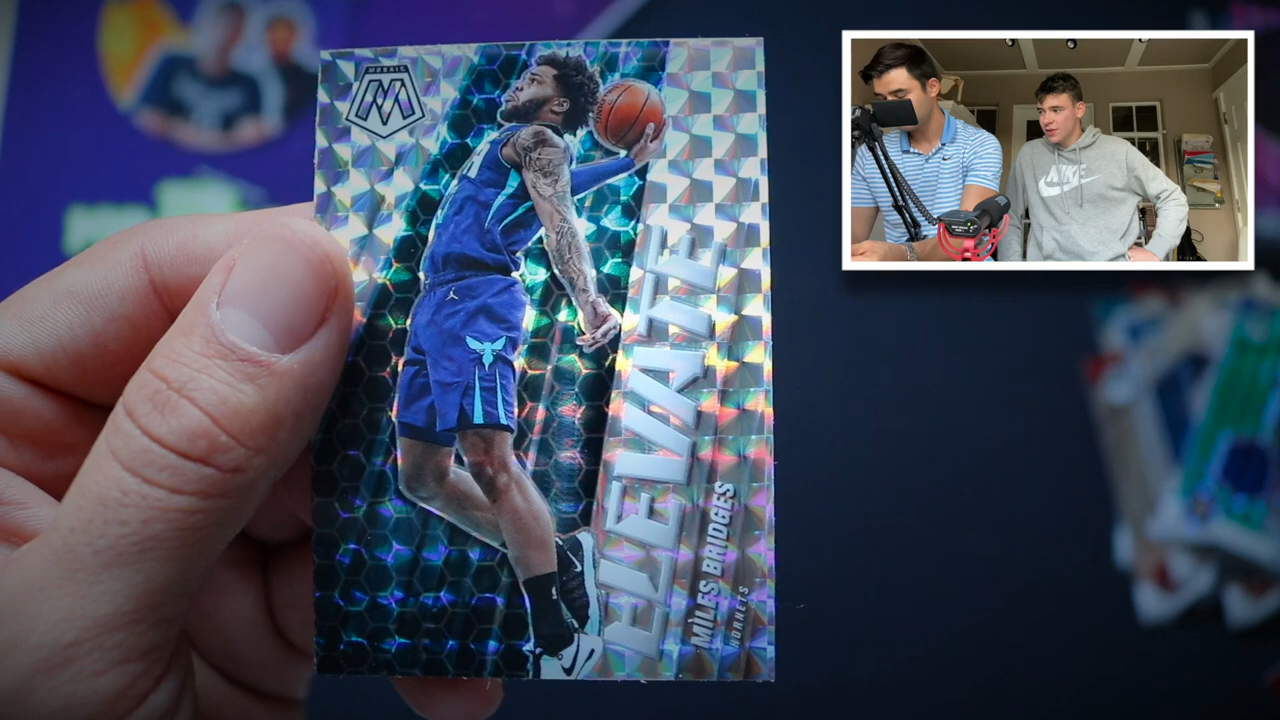 MOSAIC
ELEVATE
MILES BRIDGES
HORNETS
NIKE